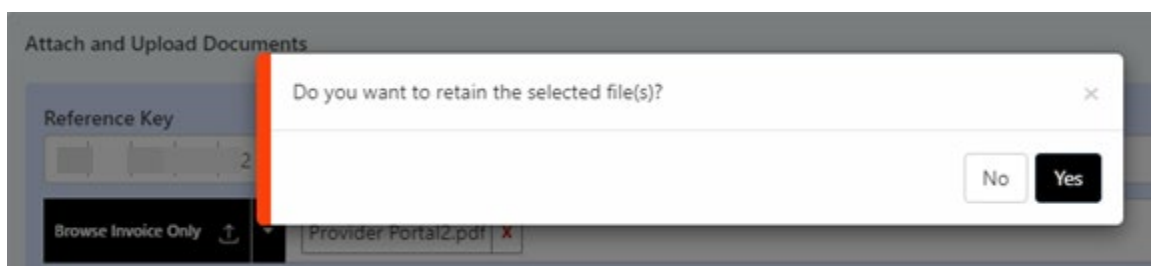 Attach and Upload Documents
Do you want to retain the selected file(s)?
×
Reference Key
2
No
Yes
Browse Invoice Only
Provider Portal2.pdf X